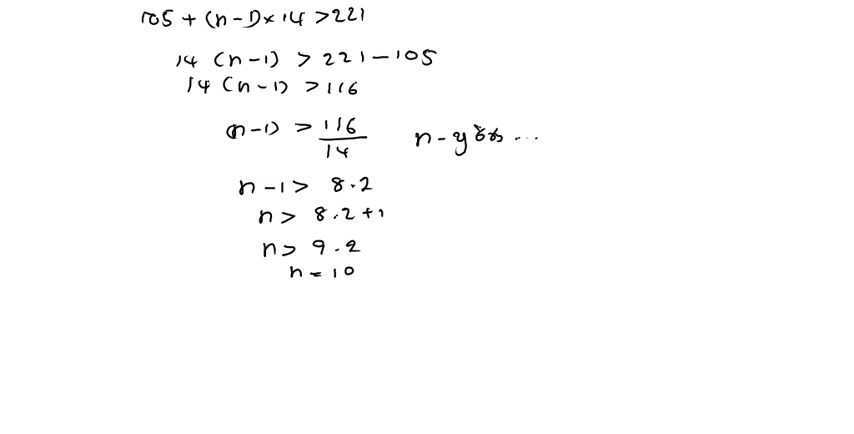 105 + (n-1)× 14 > 221
14 (n-1) > 221-105
14 (n-1) > 116
(n-1) > 116/14 n-
n-1 > 8.2
n > 8.2+1
n > 9.2
n = 10